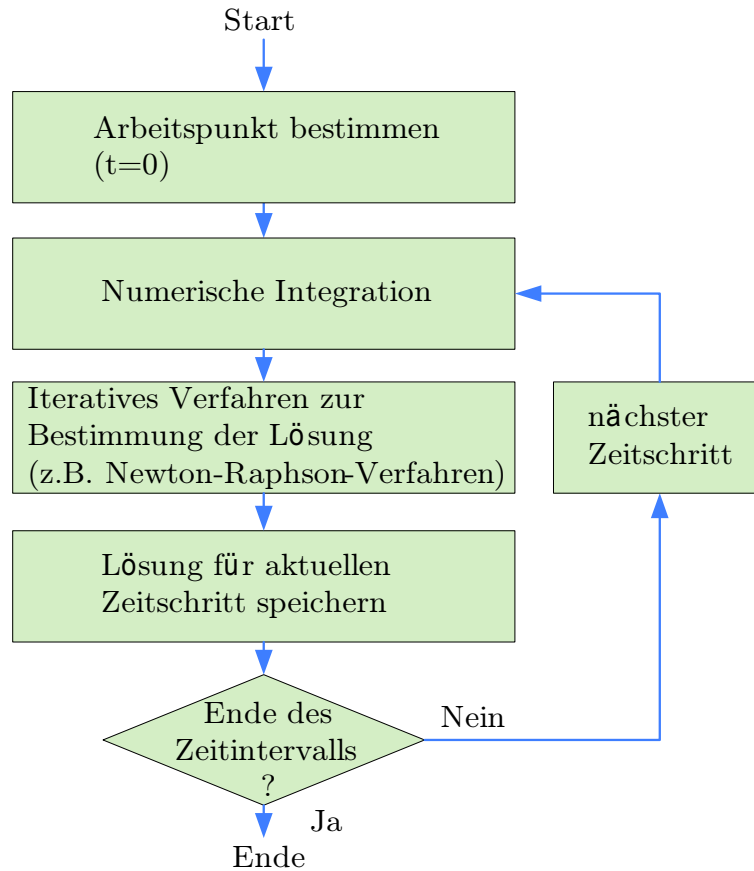 Start
Arbeitspunkt bestimmen
(t=0)
Numerische Integration
Iteratives Verfahren zur
Bestimmung der Lösung
(z.B. Newton-Raphson-Verfahren)
nächster
Zeitschritt
Lösung für aktuellen
Zeitschritt speichern
Ende des
Zeitintervalls
?
Nein
Ja
Ende